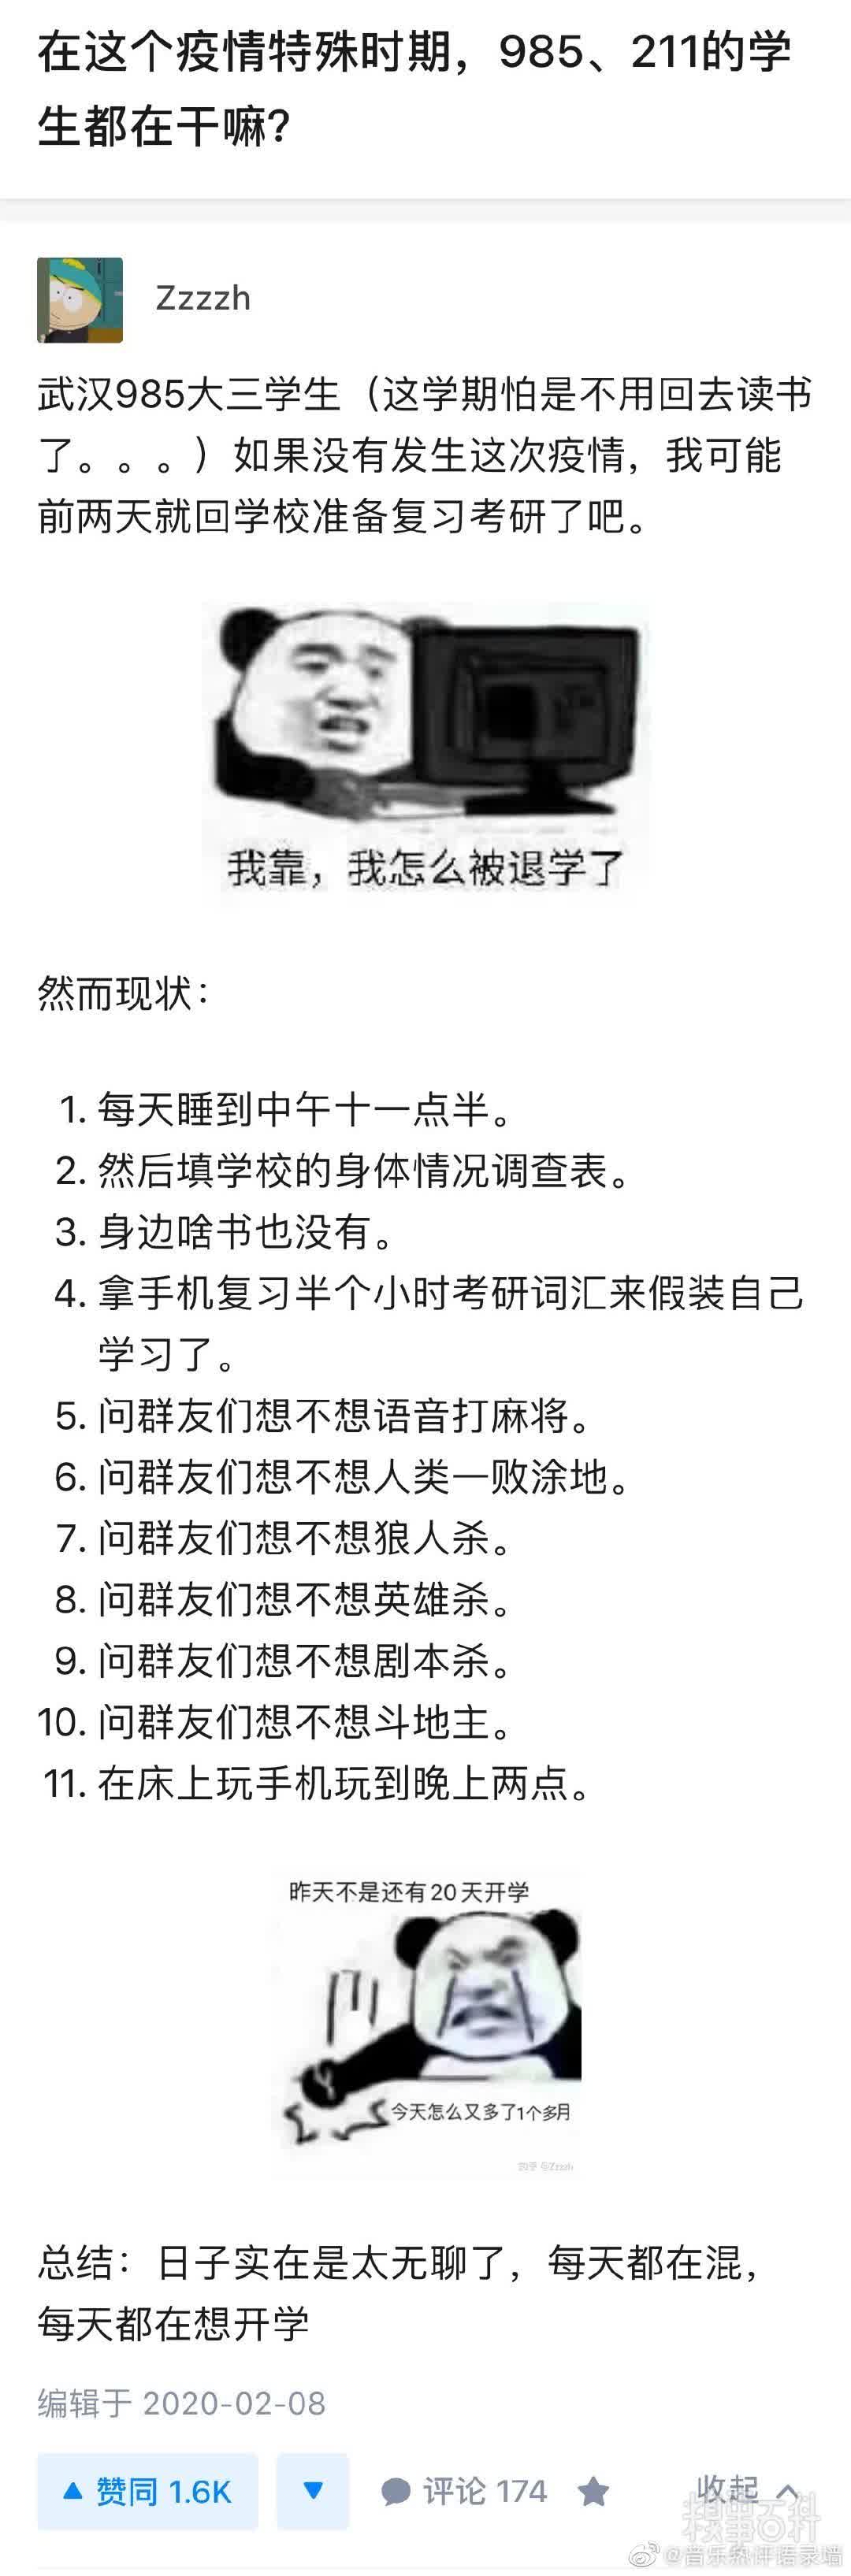 在这个疫情特殊时期，985、211的学
生都在干嘛?
Zzzzh
武汉985大三学生（这学期怕是不用回去读书
了。。。）如果没有发生这次疫情，我可能
前两天就回学校准备复习考研了吧。
我靠，我怎么被退学了
然而现状：
1. 每天睡到中午十一点半。
2. 然后填学校的身体情况调查表。
3. 身边啥书也没有。
4. 拿手机复习半个小时考研词汇来假装自己
学习了。
5. 问群友们想不想语音打麻将。
6. 问群友们想不想人类一败涂地。
7. 问群友们想不想狼人杀。
8. 问群友们想不想英雄杀。
9. 问群友们想不想剧本杀。
10. 问群友们想不想斗地主。
11. 在床上玩手机玩到晚上两点。
昨天不是还有20天开学
今天怎么又多了1个多月
知乎 @Zzzzh
总结：日子实在是太无聊了，每天都在混，
每天都在想开学
编辑于 2020-02-08
赞同 1.6K
评论 174
收起
糗事百科
@音乐热评语录墙